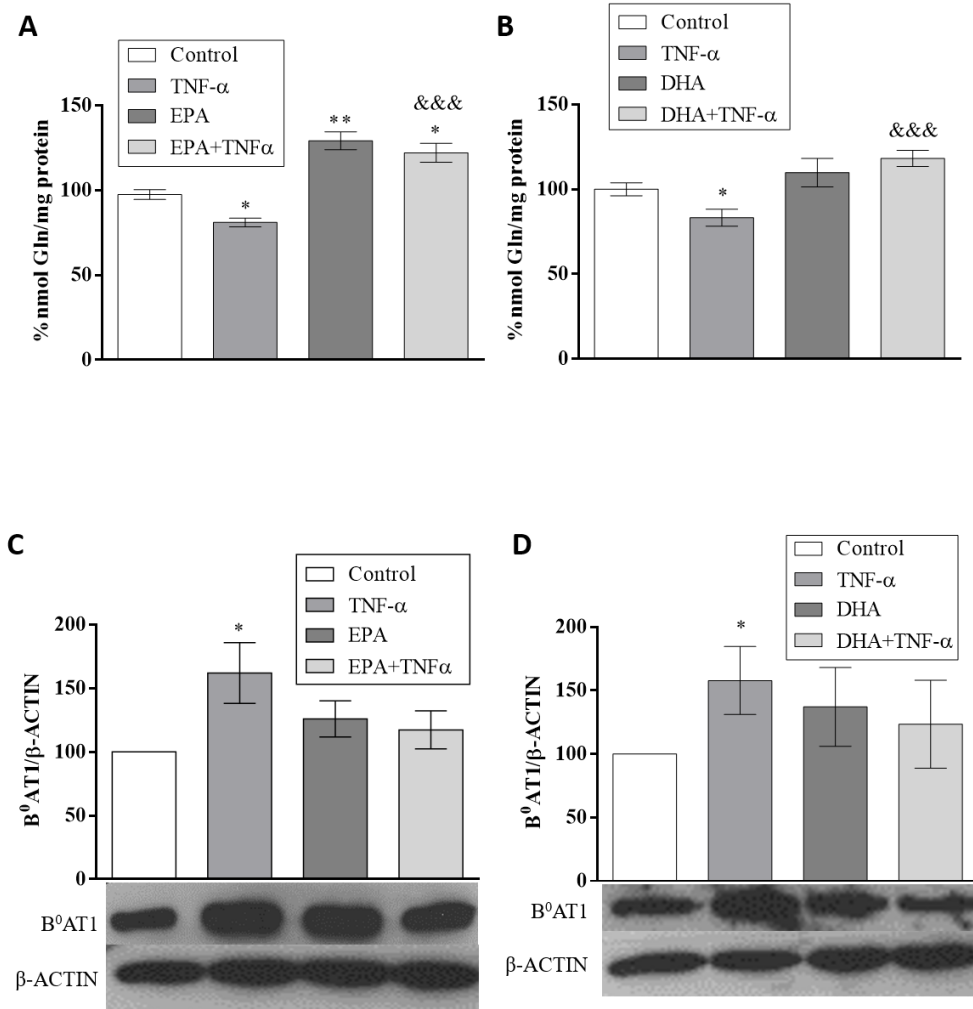 A
Control
TNF-α
EPA
EPA+TNFα
% nmol Gln/mg protein
150
100
50
0
*
**
&&&
*
B
Control
TNF-α
DHA
DHA+TNF-α
% nmol Gln/mg protein
150
100
50
0
*
&&&
C
Control
TNF-α
EPA
EPA+TNFα
B⁰AT1/β-ACTIN
200
150
100
50
0
*
B⁰AT1
β-ACTIN
D
Control
TNF-α
DHA
DHA+TNF-α
B⁰AT1/β-ACTIN
200
150
100
50
0
*
B⁰AT1
β-ACTIN